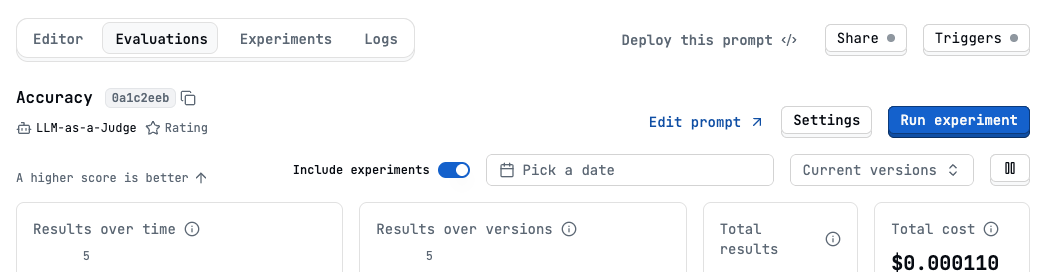 Editor Evaluations Experiments Logs
Deploy this prompt </> Share Triggers
Accuracy 0a1c2eeb
LLM-as-a-Judge Rating
Edit prompt Settings Run experiment
A higher score is better
Include experiments Pick a date Current versions
Results over time
5
Results over versions
5
Total
results
Total cost
$0.000110